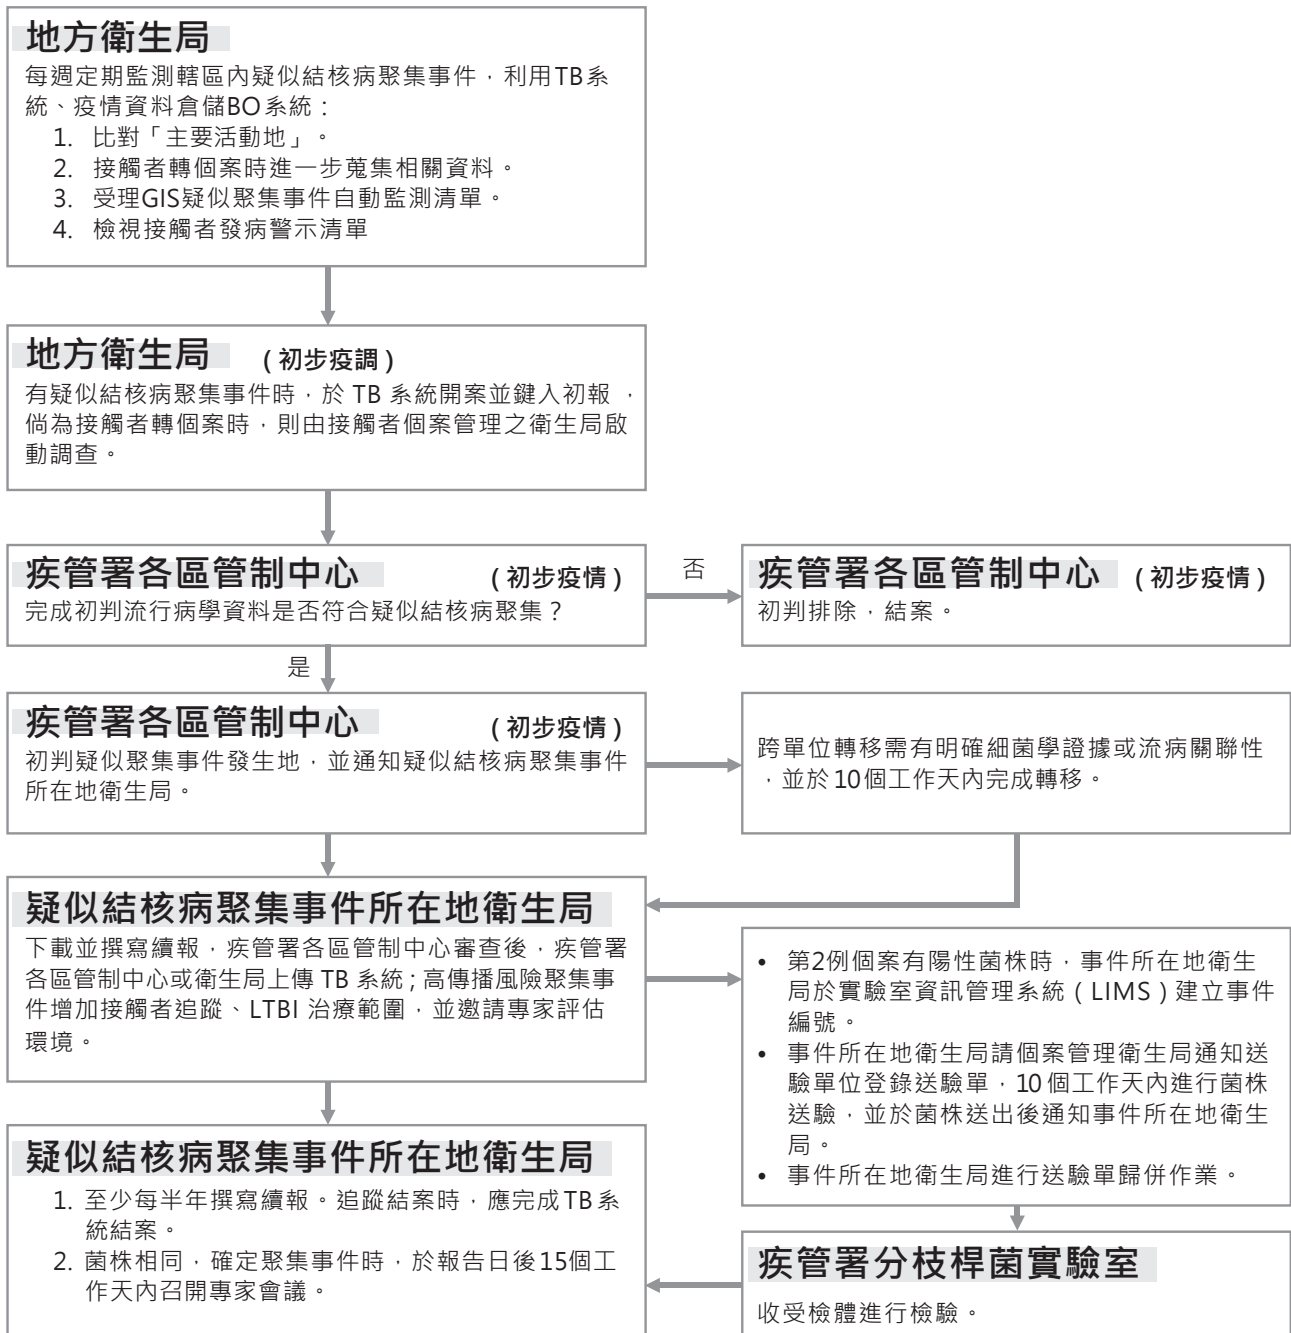 地方衛生局
每週定期監測轄區內疑似結核病聚集事件，利用TB系
統、疫情資料倉儲BO系統：
1. 比對「主要活動地」。
2. 接觸者轉個案時進一步蒐集相關資料。
3. 受理GIS疑似聚集事件自動監測清單。
4. 檢視接觸者發病警示清單
地方衛生局 (初步疫調)
有疑似結核病聚集事件時，於 TB 系統開案並鍵入初報，
倘為接觸者轉個案時，則由接觸者個案管理之衛生局啟
動調查。
疾管署各區管制中心 (初步疫情)
完成初判流行病學資料是否符合疑似結核病聚集？
否
疾管署各區管制中心 (初步疫情)
初判排除，結案。
是
疾管署各區管制中心 (初步疫情)
初判疑似聚集事件發生地，並通知疑似結核病聚集事件
所在地衛生局。
跨單位轉移需有明確細菌學證據或流病關聯性
，並於10個工作天內完成轉移。
疑似結核病聚集事件所在地衛生局
下載並撰寫續報，疾管署各區管制中心審查後，疾管署
各區管制中心或衛生局上傳 TB 系統；高傳播風險聚集事
件增加接觸者追蹤、LTBI 治療範圍，並邀請專家評估
環境。
• 第2例個案有陽性菌株時，事件所在地衛生
局於實驗室資訊管理系統（LIMS）建立事件
編號。
• 事件所在地衛生局請個案管理衛生局通知送
驗單位登錄送驗單，10個工作天內進行菌株
送驗，並於菌株送出後通知事件所在地衛生
局。
• 事件所在地衛生局進行送驗單歸併作業。
疑似結核病聚集事件所在地衛生局
1. 至少每半年撰寫續報。追蹤結案時，應完成TB系
統結案。
2. 菌株相同，確定聚集事件時，於報告日後15個工
作天內召開專家會議。
疾管署分枝桿菌實驗室
收受檢體進行檢驗。